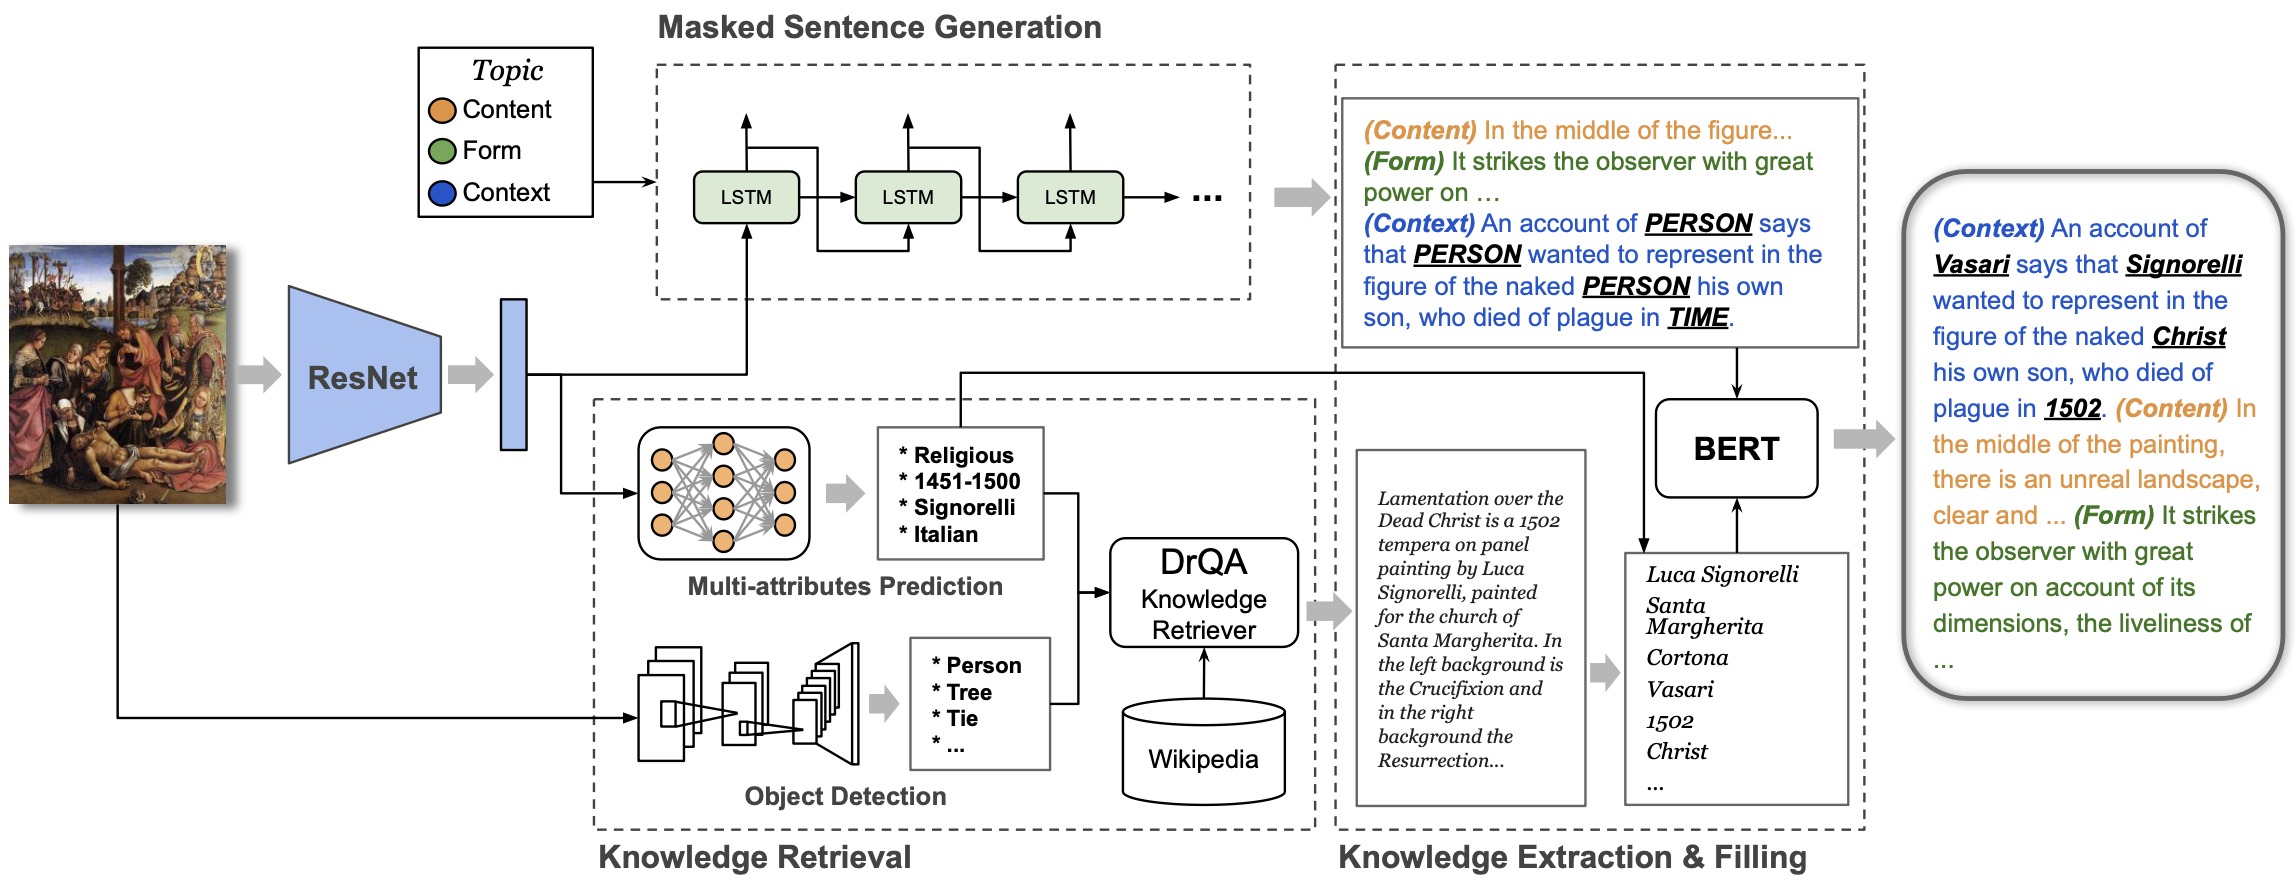 Masked Sentence Generation
Topic
Content
Form
Context
LSTM
LSTM
LSTM
...
ResNet
(Content) In the middle of the figure...
(Form) It strikes the observer with great
power on ...
(Context) An account of PERSON says
that PERSON wanted to represent in the
figure of the naked PERSON his own
son, who died of plague in TIME.
* Religious
* 1451-1500
* Signorelli
* Italian
Multi-attributes Prediction
* Person
* Tree
* Tie
* ...
Object Detection
DrQA
Knowledge
Retriever
Wikipedia
Knowledge Retrieval
Lamentation over the
Dead Christ is a 1502
tempera on panel
painting by Luca
Signorelli, painted
for the church of
Santa Margherita. In
the left background is
the Crucifixion and
in the right
background the
Resurrection...
BERT
Luca Signorelli
Santa
Margherita
Cortona
Vasari
1502
Christ
...
Knowledge Extraction & Filling
(Context) An account of
Vasari says that Signorelli
wanted to represent in the
figure of the naked Christ
his own son, who died of
plague in 1502. (Content) In
the middle of the painting,
there is an unreal landscape,
clear and ... (Form) It strikes
the observer with great
power on account of its
dimensions, the liveliness of
...